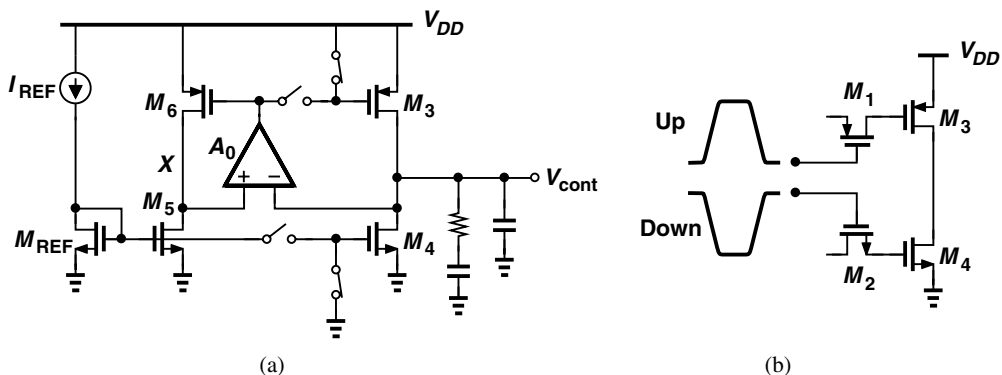 V_DD
I_REF
M_6
M_3
A_0
X
+ −
V_cont
M_5
M_REF
M_4
(a)
V_DD
M_1
Up
M_3
Down
M_2
M_4
(b)